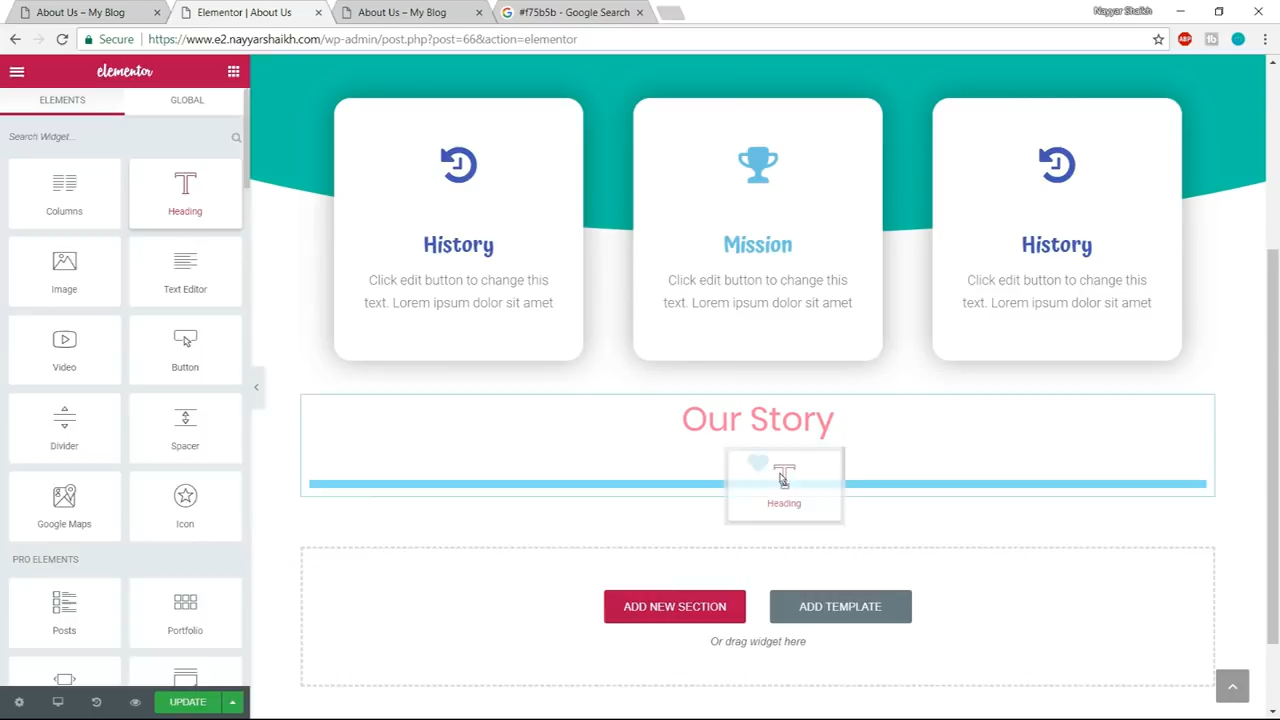 About Us – My Blog
Elementor | About Us
About Us – My Blog
#f75b5b - Google Search
Nayyar Shaikh
Secure
https://www.e2.nayyarshaikh.com/wp-admin/post.php?post=66&action=elementor
ABP
tb
elementor
ELEMENTS
GLOBAL
Search Widget...
Columns
Heading
Image
Text Editor
Video
Button
Divider
Spacer
Google Maps
Icon
PRO ELEMENTS
Posts
Portfolio
UPDATE
History
Click edit button to change this
text. Lorem ipsum dolor sit amet
Mission
Click edit button to change this
text. Lorem ipsum dolor sit amet
History
Click edit button to change this
text. Lorem ipsum dolor sit amet
Our Story
Heading
ADD NEW SECTION
ADD TEMPLATE
Or drag widget here